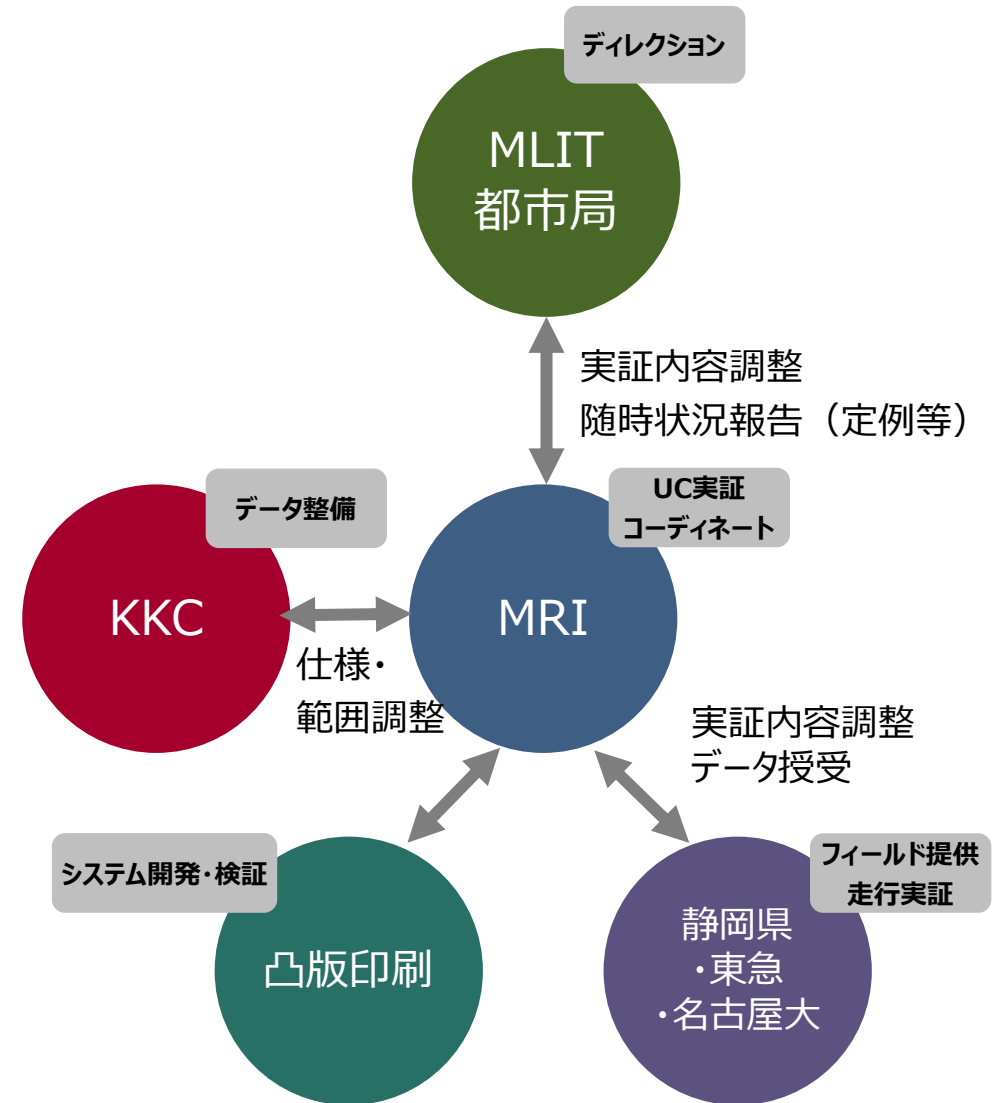 ディレクション
MLIT
都市局
実証内容調整
随時状況報告（定例等）
データ整備
UC実証
コーディネート
KKC
MRI
仕様・
範囲調整
実証内容調整
データ授受
システム開発・検証
フィールド提供
走行実証
凸版印刷
静岡県
・東急
・名古屋大